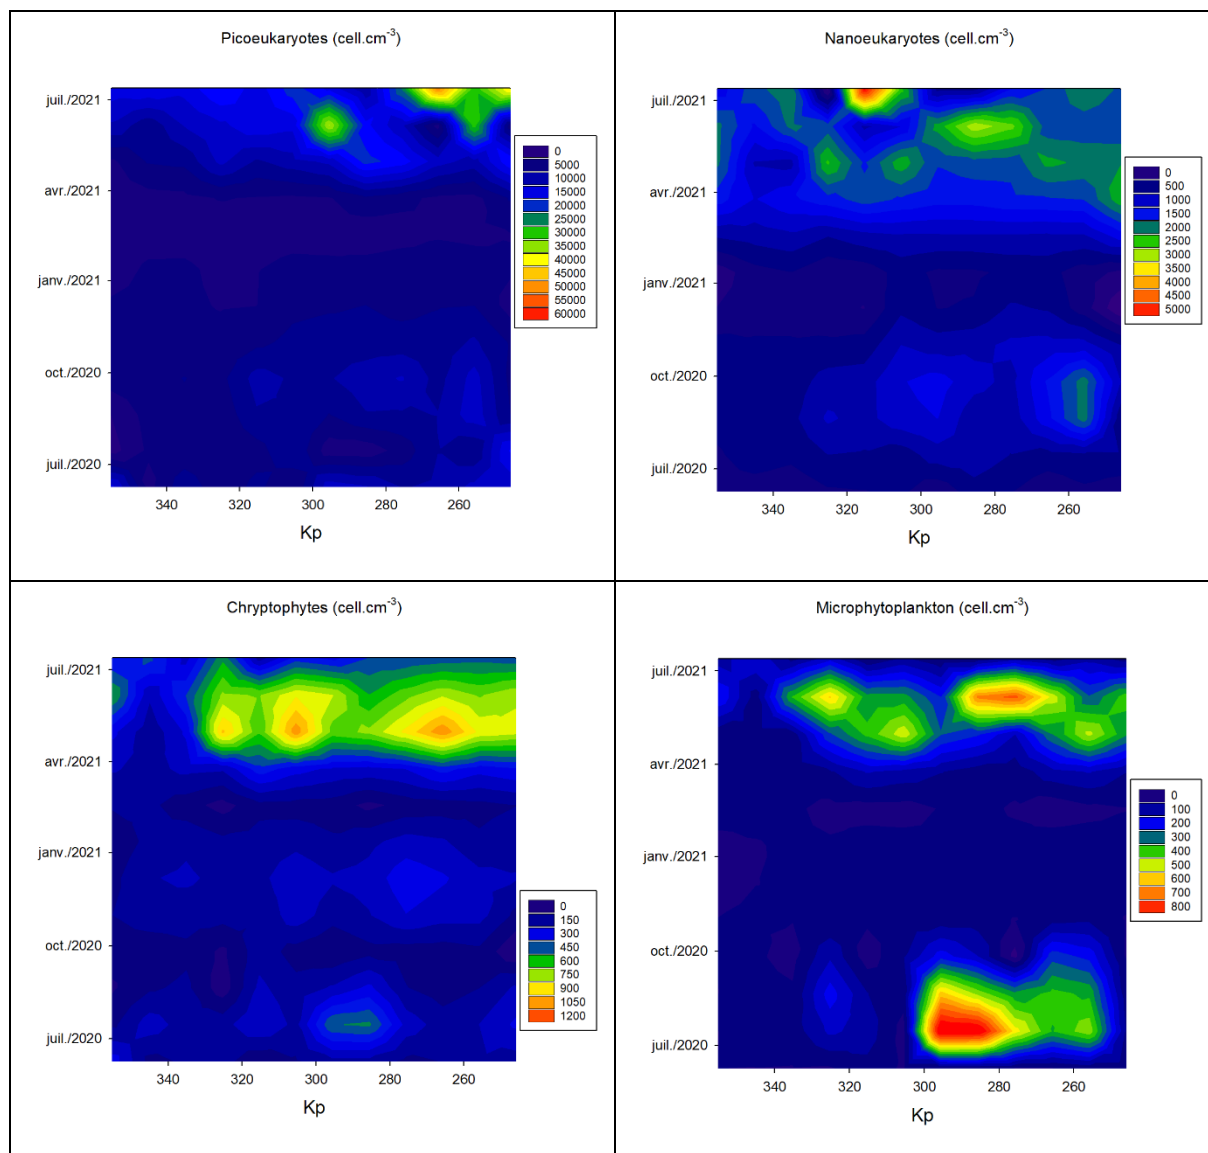 Picoeukaryotes (cell.cm-3)
juil./2021
avr./2021
janv./2021
oct./2020
juil./2020
340 320 300 280 260
Kp
0
5000
10000
15000
20000
25000
30000
35000
40000
45000
50000
55000
60000
Nanoeukaryotes (cell.cm-3)
juil./2021
avr./2021
janv./2021
oct./2020
juil./2020
340 320 300 280 260
Kp
0
500
1000
1500
2000
2500
3000
3500
4000
4500
5000
Chryptophytes (cell.cm-3)
juil./2021
avr./2021
janv./2021
oct./2020
juil./2020
340 320 300 280 260
Kp
0
150
300
450
600
750
900
1050
1200
Microphytoplankton (cell.cm-3)
juil./2021
avr./2021
janv./2021
oct./2020
juil./2020
340 320 300 280 260
Kp
0
100
200
300
400
500
600
700
800